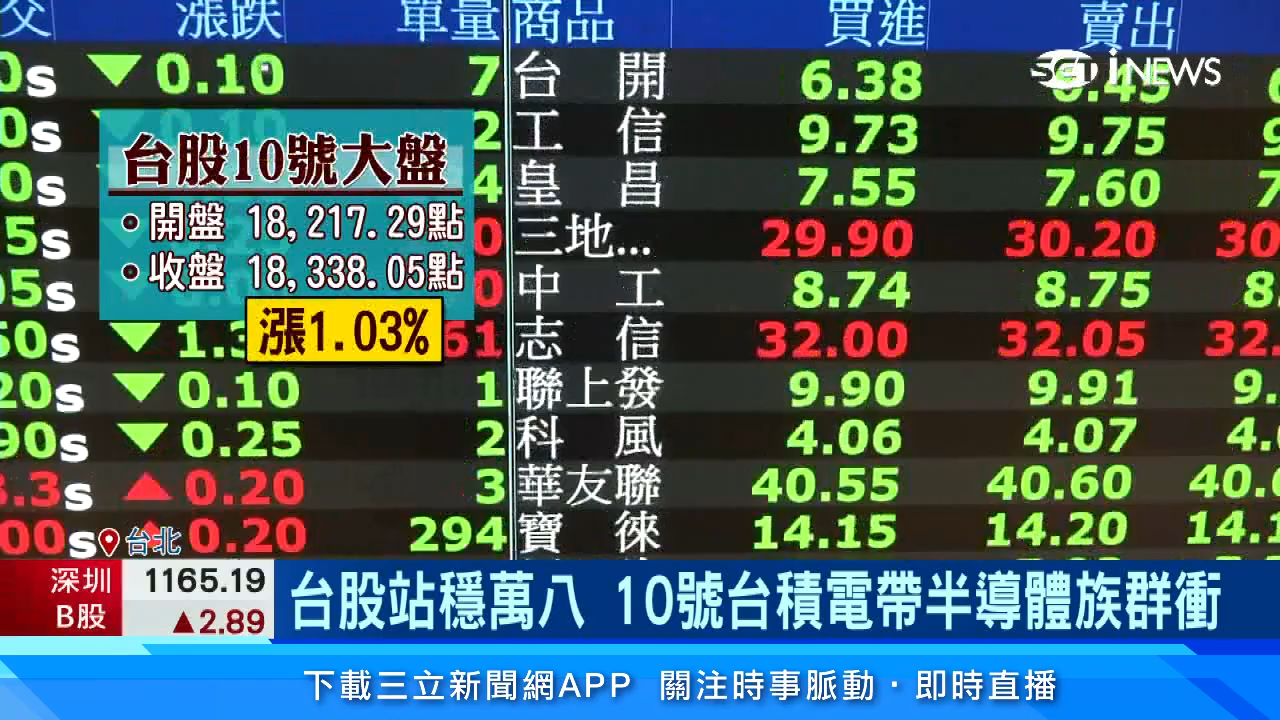 交 漲跌 單量 商品 買進 賣出
SET iNEWS
0s ▼0.10 7 台開 6.38 6.45
0s 2 工信 9.73 9.75 9
0s 4 皇昌 7.55 7.60 7
5s 0 三地... 29.90 30.20 30
05s 0 中工 8.74 8.75 8
60s ▼1.3 61 志信 32.00 32.05 32
20s ▼0.10 1 聯上發 9.90 9.91 9.
90s ▼0.25 2 科風 4.06 4.07 4.
3.3s ▲0.20 3 華友聯 40.55 40.60 40
00s ▲0.20 294 寶徠 14.15 14.20 14.1
台股10號大盤
• 開盤 18,217.29點
• 收盤 18,338.05點
漲1.03%
台北
深圳 1165.19
B股 ▲2.89
台股站穩萬八 10號台積電帶半導體族群衝
下載三立新聞網APP 關注時事脈動・即時直播